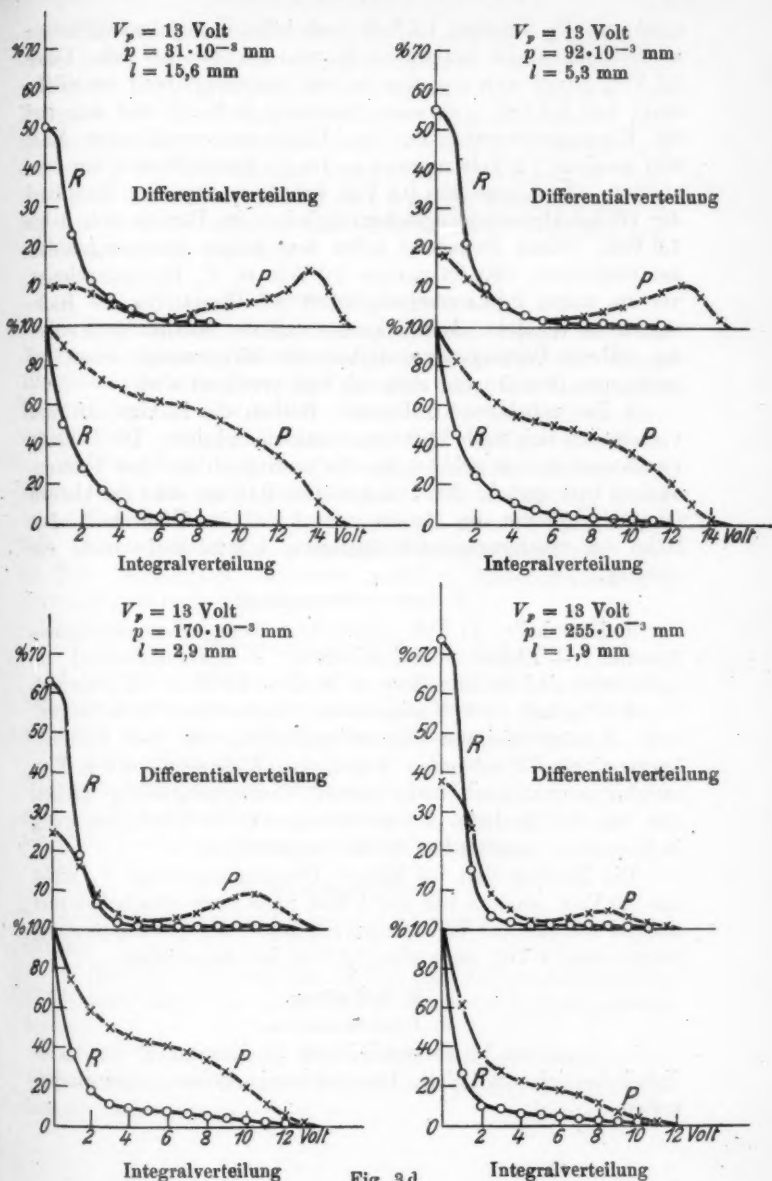 V_p = 13 Volt
p = 31·10⁻³ mm
l = 15,6 mm
%70
60
50
40
30
20
10
R
Differentialverteilung
P
%100
80
60
40
20
0
R
P
2 4 6 8 10 12 14 Volt
Integralverteilung
V_p = 13 Volt
p = 92·10⁻³ mm
l = 5,3 mm
%70
60
50
40
30
20
10
R
Differentialverteilung
P
%100
80
60
40
20
0
R
P
2 4 6 8 10 12 14 Volt
Integralverteilung
V_p = 13 Volt
p = 170·10⁻³ mm
l = 2,9 mm
%70
60
50
40
30
20
10
R
Differentialverteilung
P
%100
80
60
40
20
0
R
P
2 4 6 8 10 12 Volt
Integralverteilung
V_p = 13 Volt
p = 255·10⁻³ mm
l = 1,9 mm
%70
60
50
40
30
20
10
R
Differentialverteilung
P
%100
80
60
40
20
0
R
P
2 4 6 8 10 12 Volt
Integralverteilung
Fig. 3d